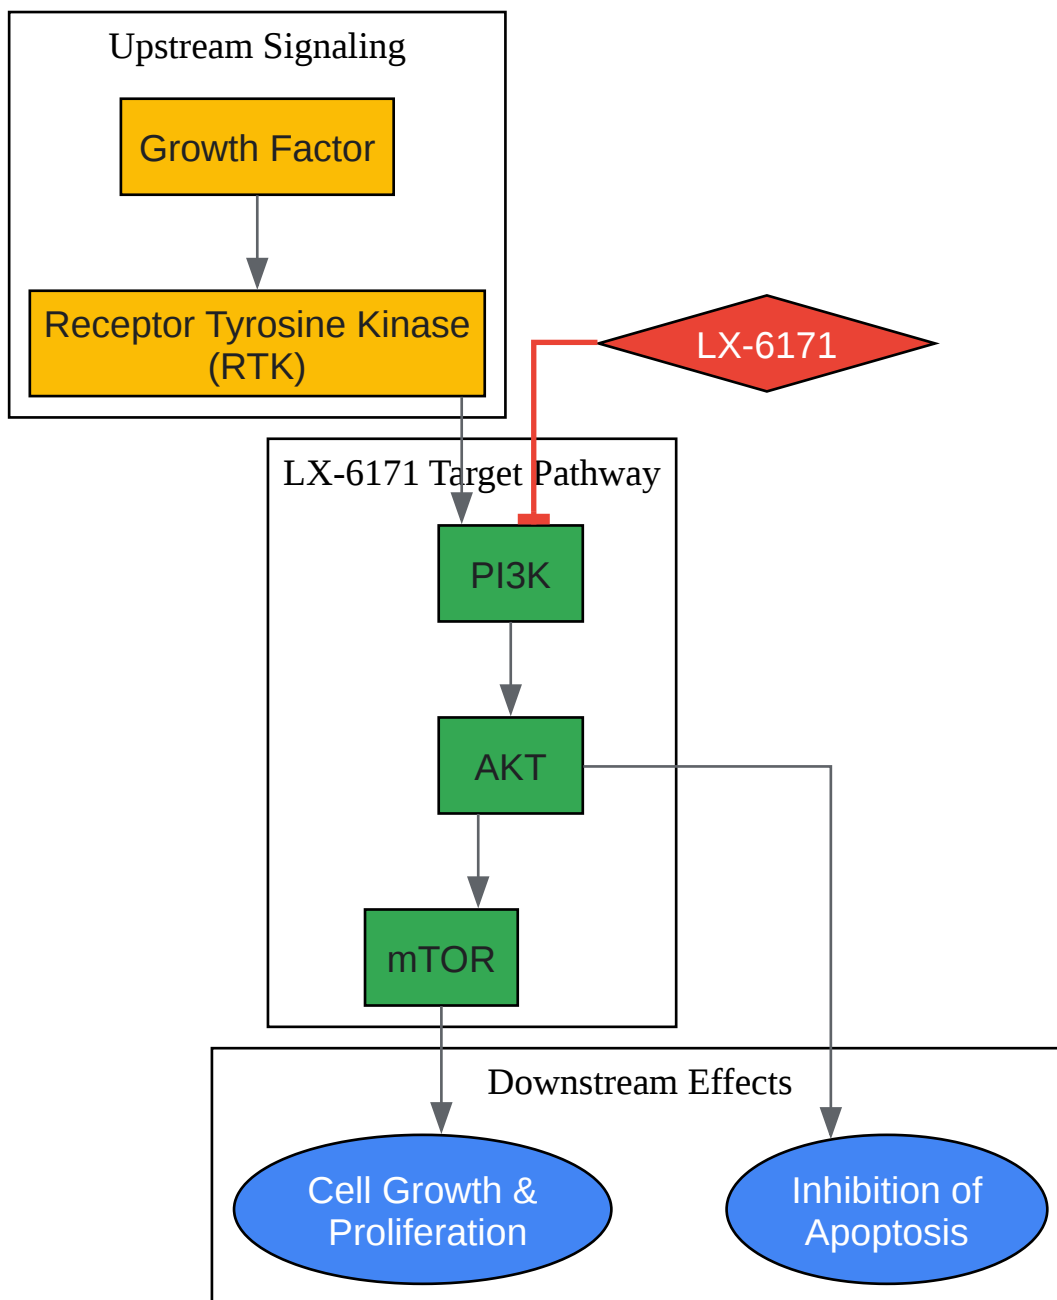 Upstream Signaling
Growth Factor
Receptor Tyrosine Kinase
(RTK)
LX-6171
LX-6171 Target Pathway
PI3K
AKT
mTOR
Downstream Effects
Cell Growth &
Proliferation
Inhibition of
Apoptosis